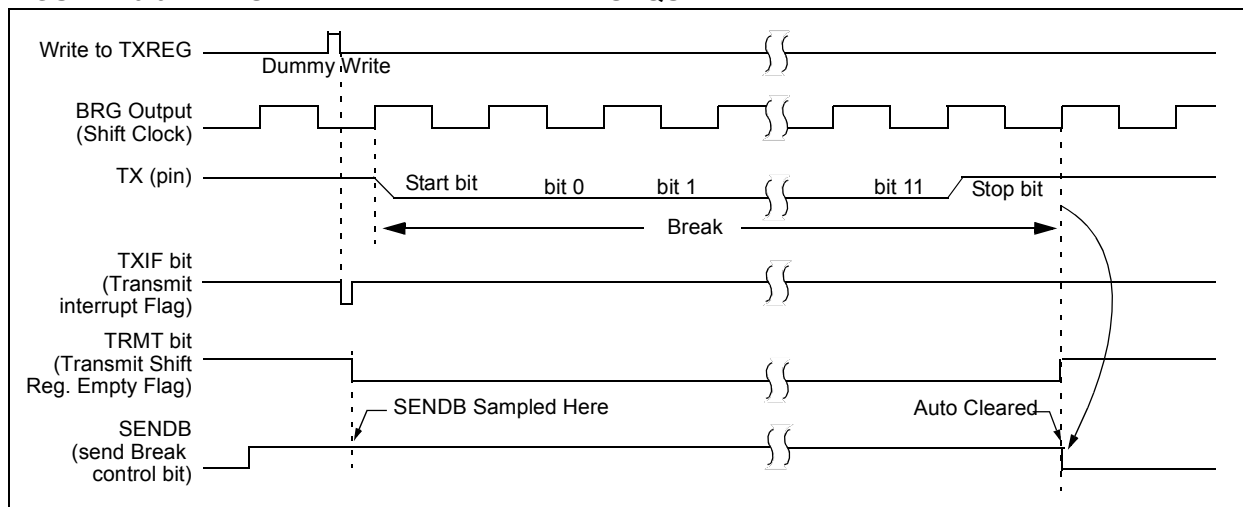 Write to TXREG
Dummy Write
BRG Output
(Shift Clock)
TX (pin)
Start bit
bit 0
bit 1
bit 11
Stop bit
Break
TXIF bit
(Transmit
interrupt Flag)
TRMT bit
(Transmit Shift
Reg. Empty Flag)
SENDB Sampled Here
Auto Cleared
SENDB
(send Break
control bit)